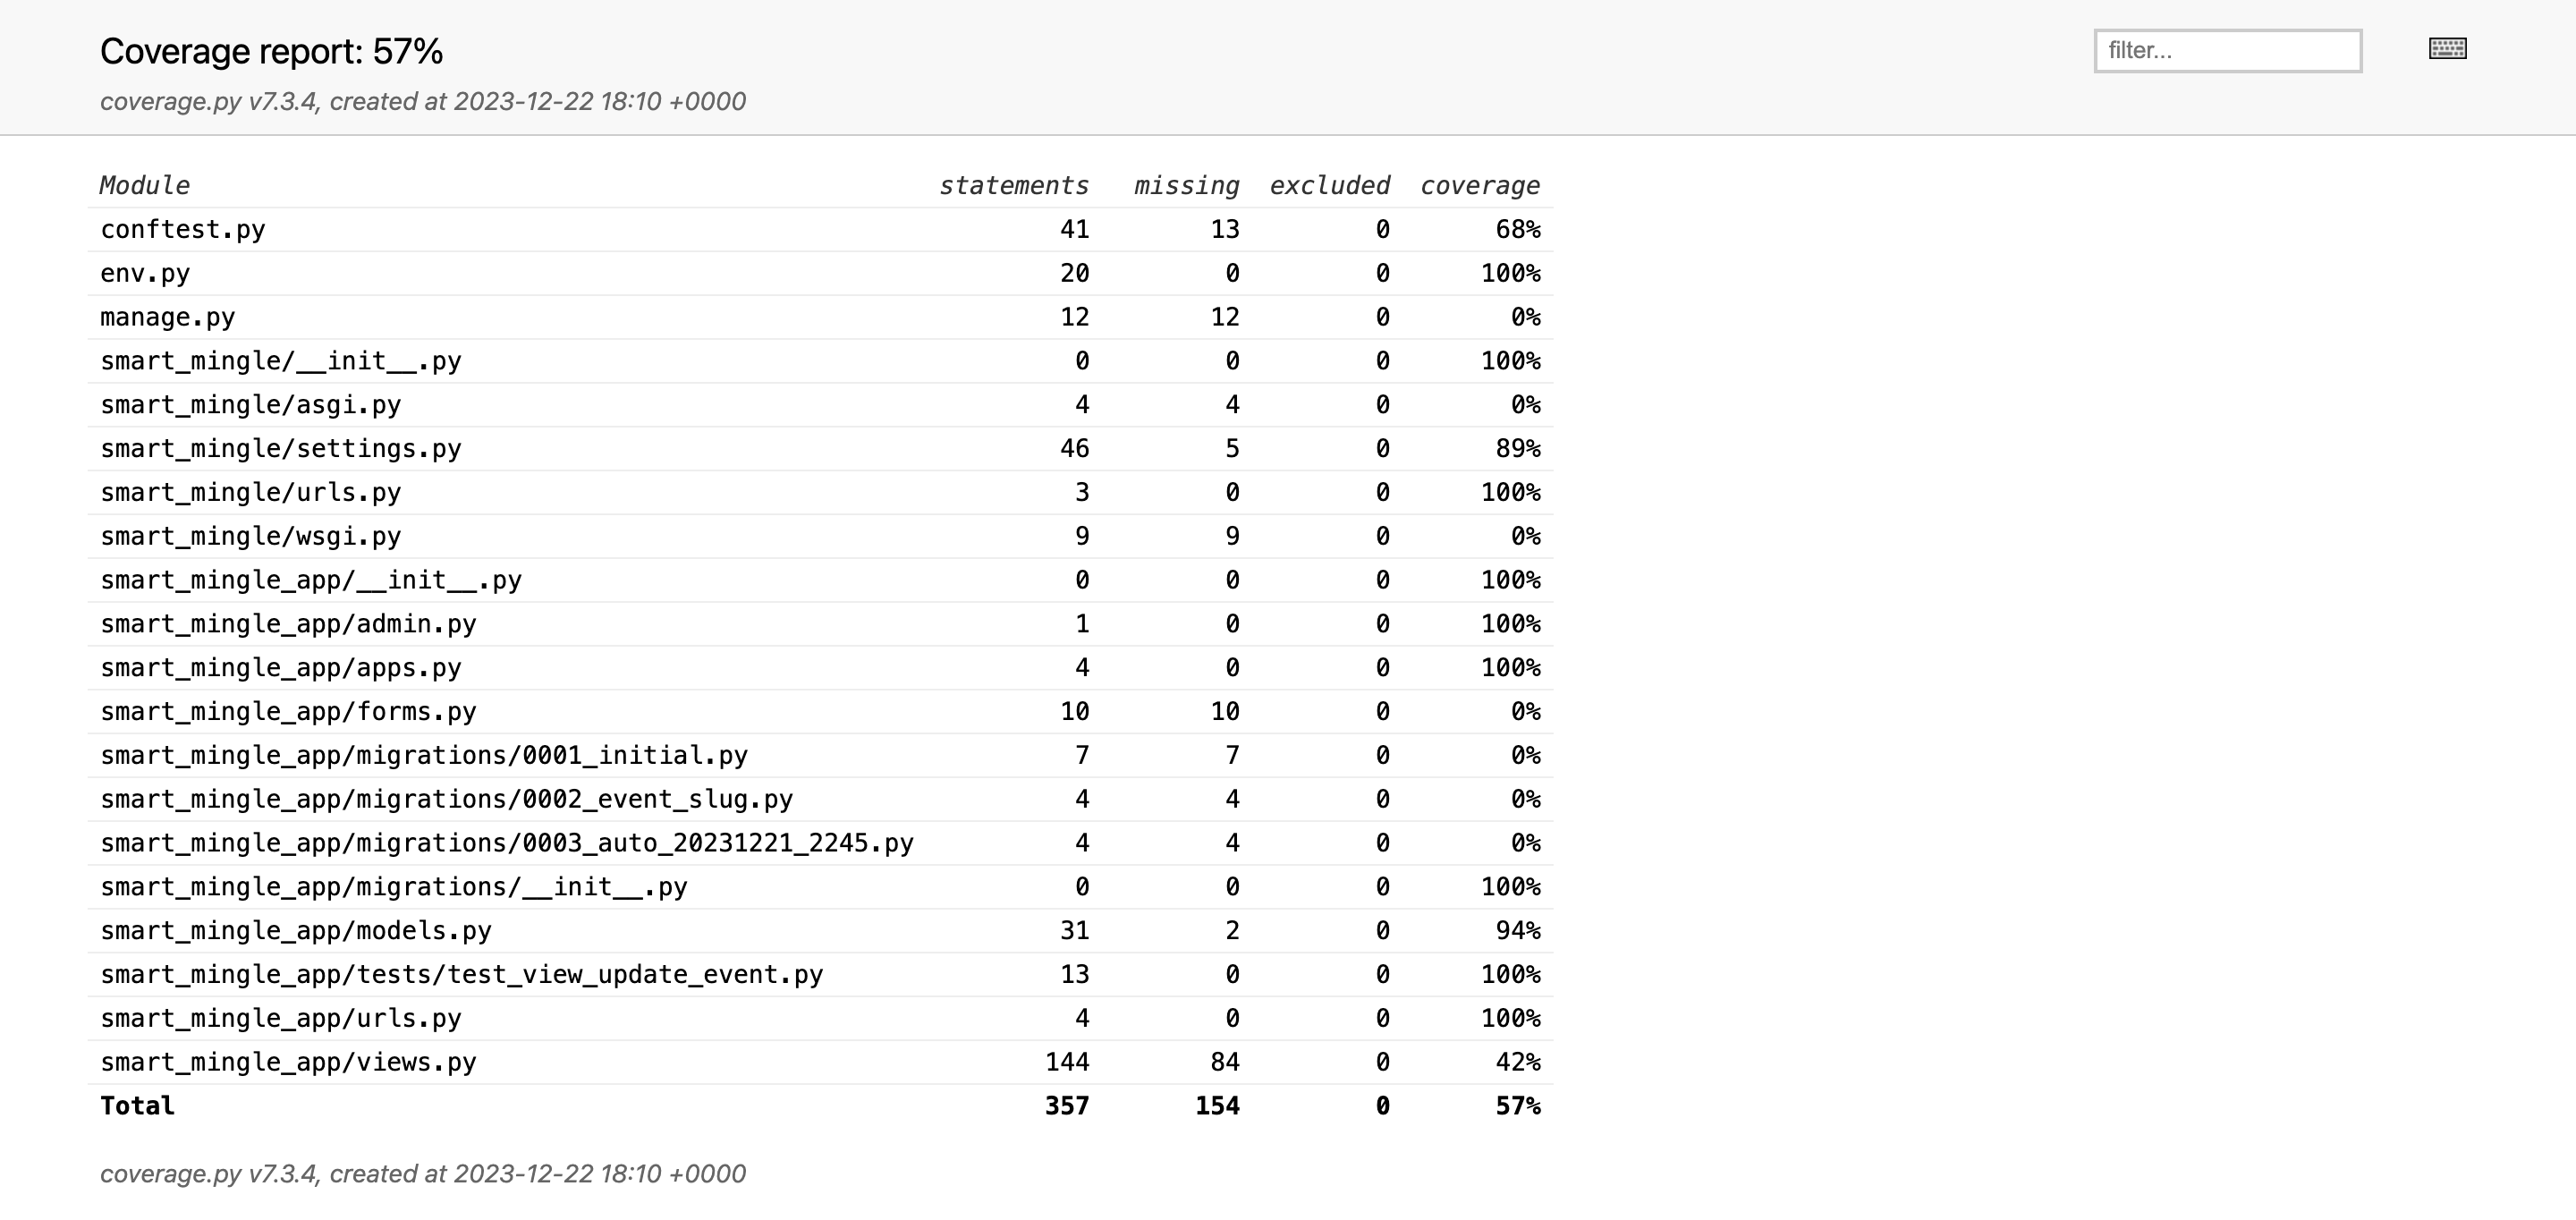 Coverage report: 57%
filter...
coverage.py v7.3.4, created at 2023-12-22 18:10 +0000
Module statements missing excluded coverage
conftest.py 41 13 0 68%
env.py 20 0 0 100%
manage.py 12 12 0 0%
smart_mingle/__init__.py 0 0 0 100%
smart_mingle/asgi.py 4 4 0 0%
smart_mingle/settings.py 46 5 0 89%
smart_mingle/urls.py 3 0 0 100%
smart_mingle/wsgi.py 9 9 0 0%
smart_mingle_app/__init__.py 0 0 0 100%
smart_mingle_app/admin.py 1 0 0 100%
smart_mingle_app/apps.py 4 0 0 100%
smart_mingle_app/forms.py 10 10 0 0%
smart_mingle_app/migrations/0001_initial.py 7 7 0 0%
smart_mingle_app/migrations/0002_event_slug.py 4 4 0 0%
smart_mingle_app/migrations/0003_auto_20231221_2245.py 4 4 0 0%
smart_mingle_app/migrations/__init__.py 0 0 0 100%
smart_mingle_app/models.py 31 2 0 94%
smart_mingle_app/tests/test_view_update_event.py 13 0 0 100%
smart_mingle_app/urls.py 4 0 0 100%
smart_mingle_app/views.py 144 84 0 42%
Total 357 154 0 57%
coverage.py v7.3.4, created at 2023-12-22 18:10 +0000